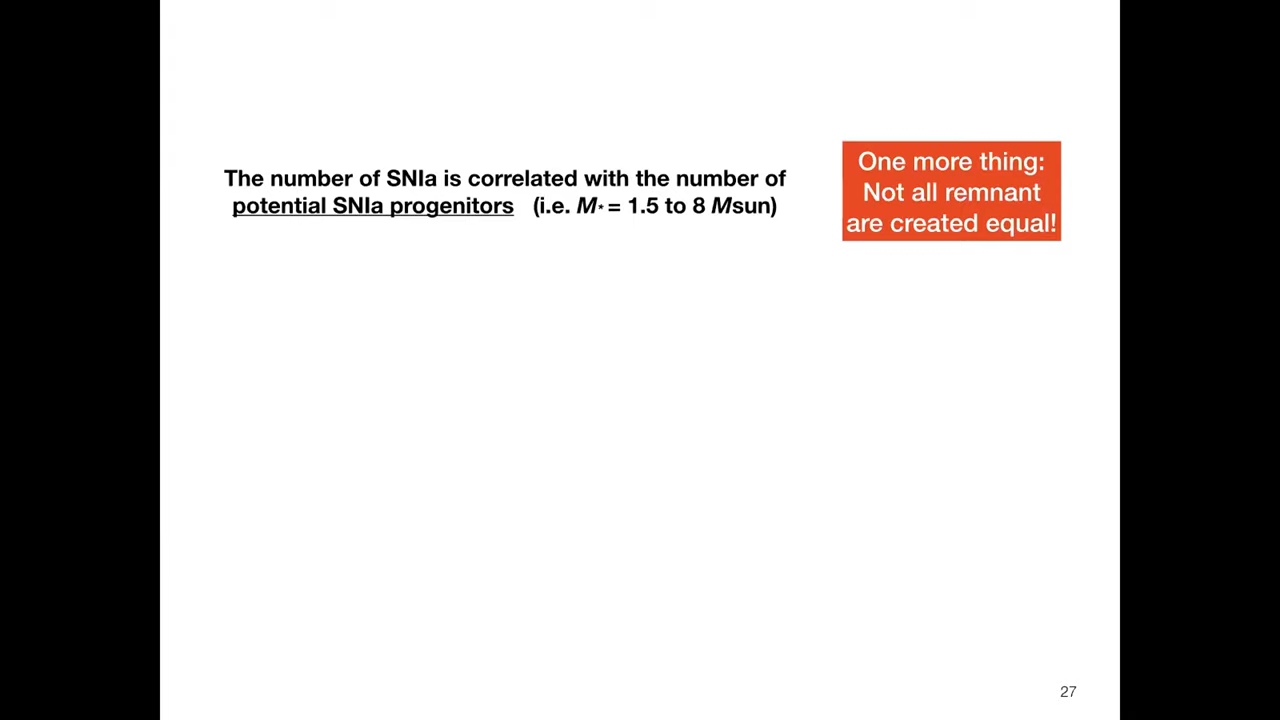 The number of SNIa is correlated with the number of
potential SNIa progenitors (i.e. M⋆ = 1.5 to 8 Msun)
One more thing:
Not all remnant
are created equal!
27